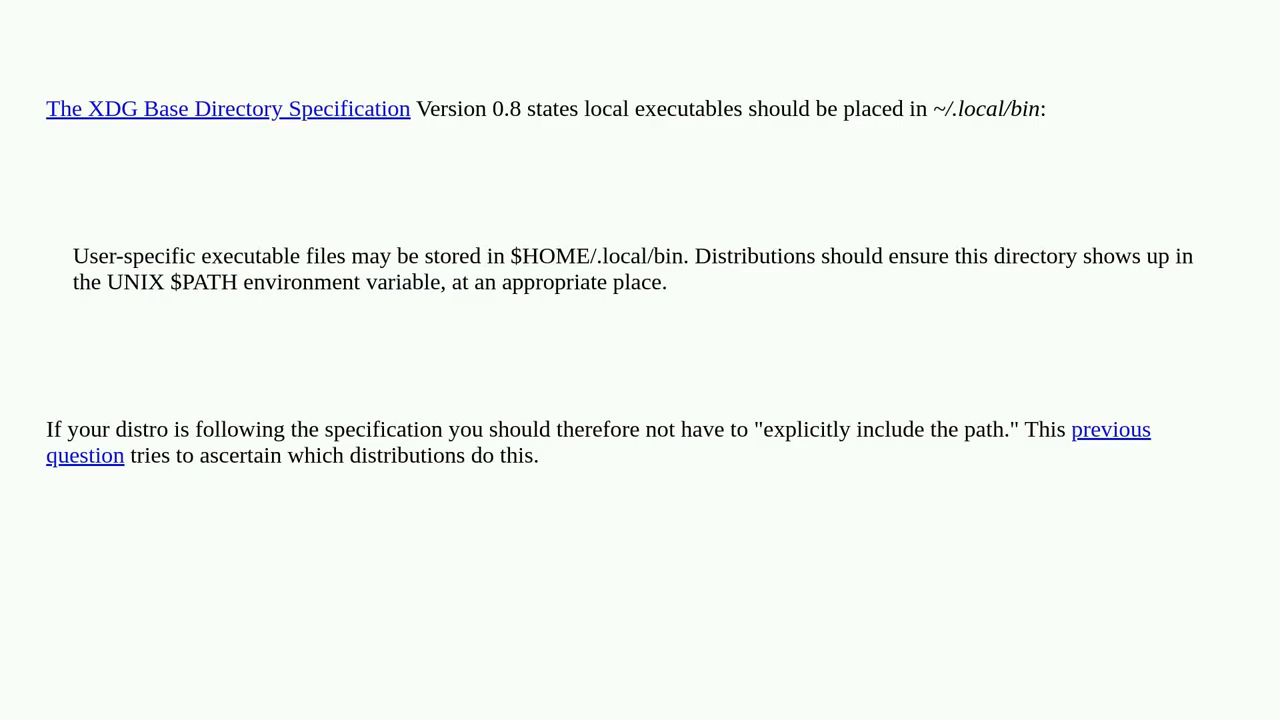 The XDG Base Directory Specification Version 0.8 states local executables should be placed in ~/.local/bin:
User-specific executable files may be stored in $HOME/.local/bin. Distributions should ensure this directory shows up in
the UNIX $PATH environment variable, at an appropriate place.
If your distro is following the specification you should therefore not have to "explicitly include the path." This previous
question tries to ascertain which distributions do this.